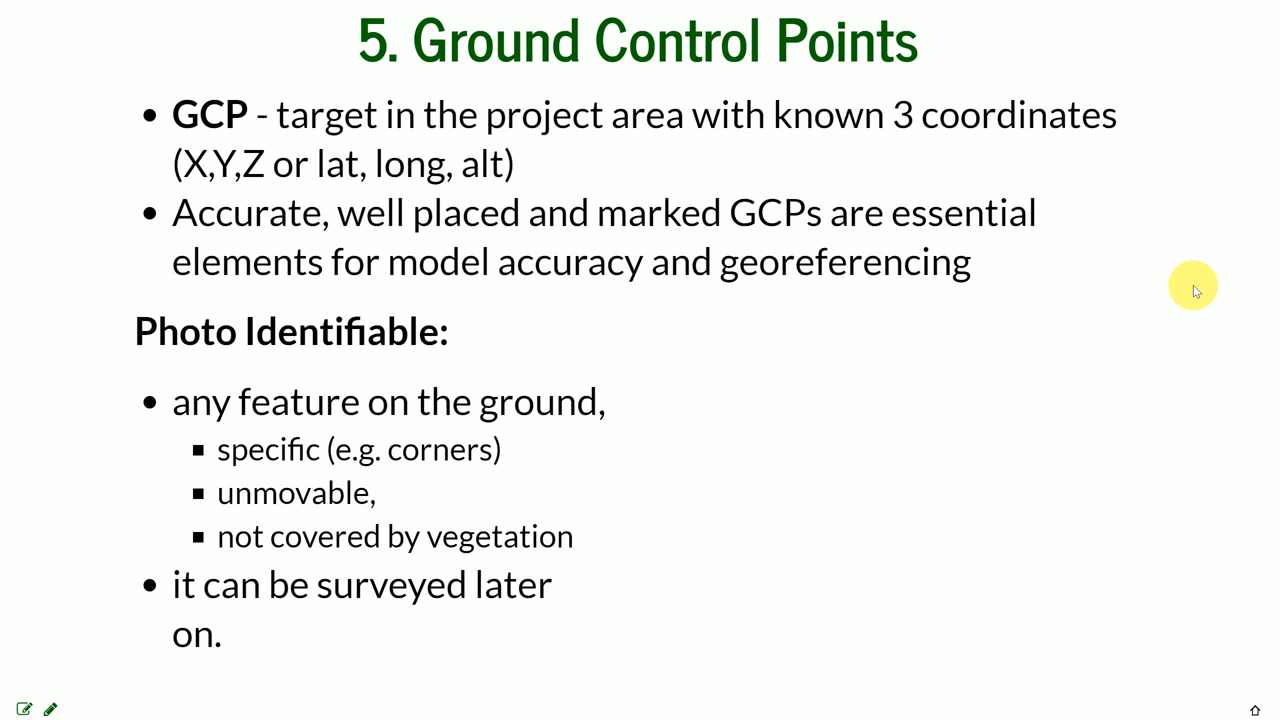 5. Ground Control Points
GCP - target in the project area with known 3 coordinates
(X,Y,Z or lat, long, alt)
Accurate, well placed and marked GCPs are essential
elements for model accuracy and georeferencing
Photo Identifiable:
any feature on the ground,
specific (e.g. corners)
unmovable,
not covered by vegetation
it can be surveyed later
on.